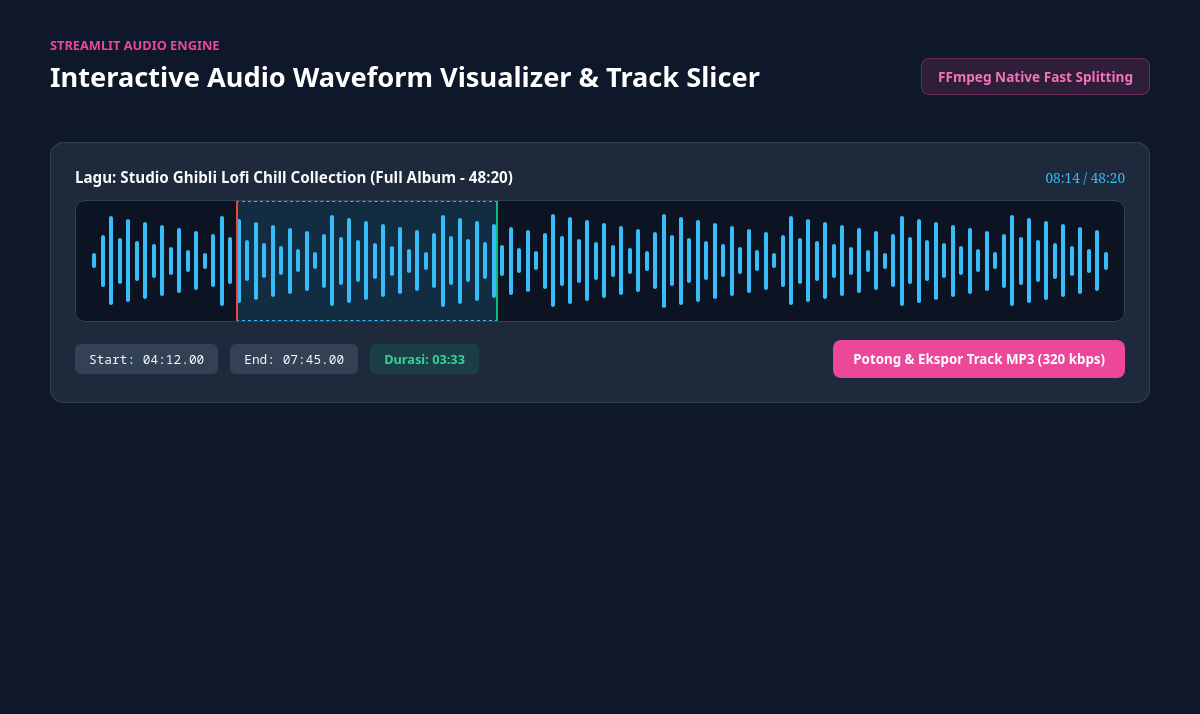 STREAMLIT AUDIO ENGINE
Interactive Audio Waveform Visualizer & Track Slicer
FFmpeg Native Fast Splitting
Lagu: Studio Ghibli Lofi Chill Collection (Full Album - 48:20)
08:14 / 48:20
Start: 04:12.00
End: 07:45.00
Durasi: 03:33
Potong & Ekspor Track MP3 (320 kbps)